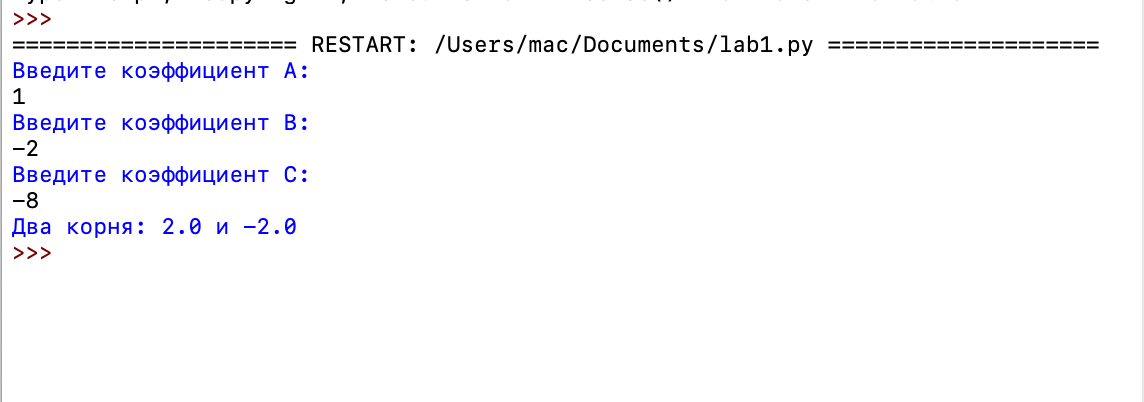 >>>
===================== RESTART: /Users/mac/Documents/lab1.py ====================
Введите коэффициент A:
1
Введите коэффициент B:
-2
Введите коэффициент C:
-8
Два корня: 2.0 и -2.0
>>>